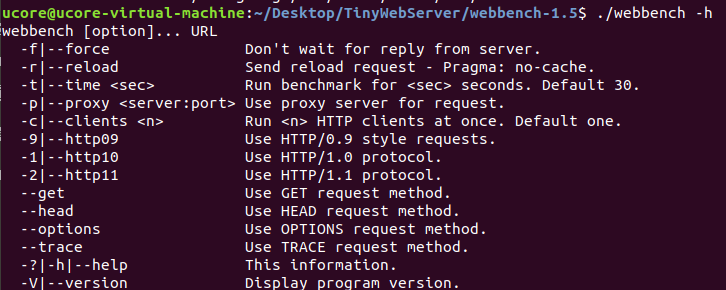 ucore@ucore-virtual-machine:~/Desktop/TinyWebServer/webbench-1.5$ ./webbench -h
webbench [option]... URL
  -f|--force               Don't wait for reply from server.
  -r|--reload              Send reload request - Pragma: no-cache.
  -t|--time <sec>          Run benchmark for <sec> seconds. Default 30.
  -p|--proxy <server:port> Use proxy server for request.
  -c|--clients <n>         Run <n> HTTP clients at once. Default one.
  -9|--http09              Use HTTP/0.9 style requests.
  -1|--http10              Use HTTP/1.0 protocol.
  -2|--http11              Use HTTP/1.1 protocol.
  --get                    Use GET request method.
  --head                   Use HEAD request method.
  --options                Use OPTIONS request method.
  --trace                  Use TRACE request method.
  -?|-h|--help             This information.
  -V|--version             Display program version.